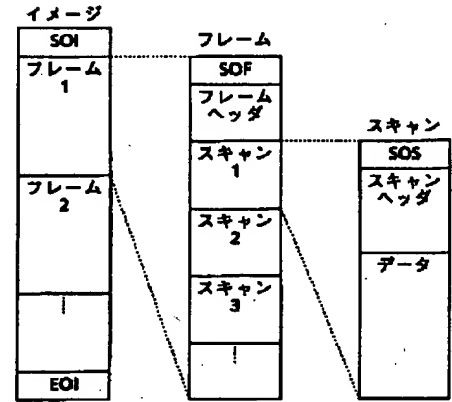 イメージ
SOI
フレーム
1
フレーム
2
EOI
フレーム
SOF
フレーム
ヘッダ
スキャン
1
スキャン
2
スキャン
3
スキャン
SOS
スキャン
ヘッダ
データ